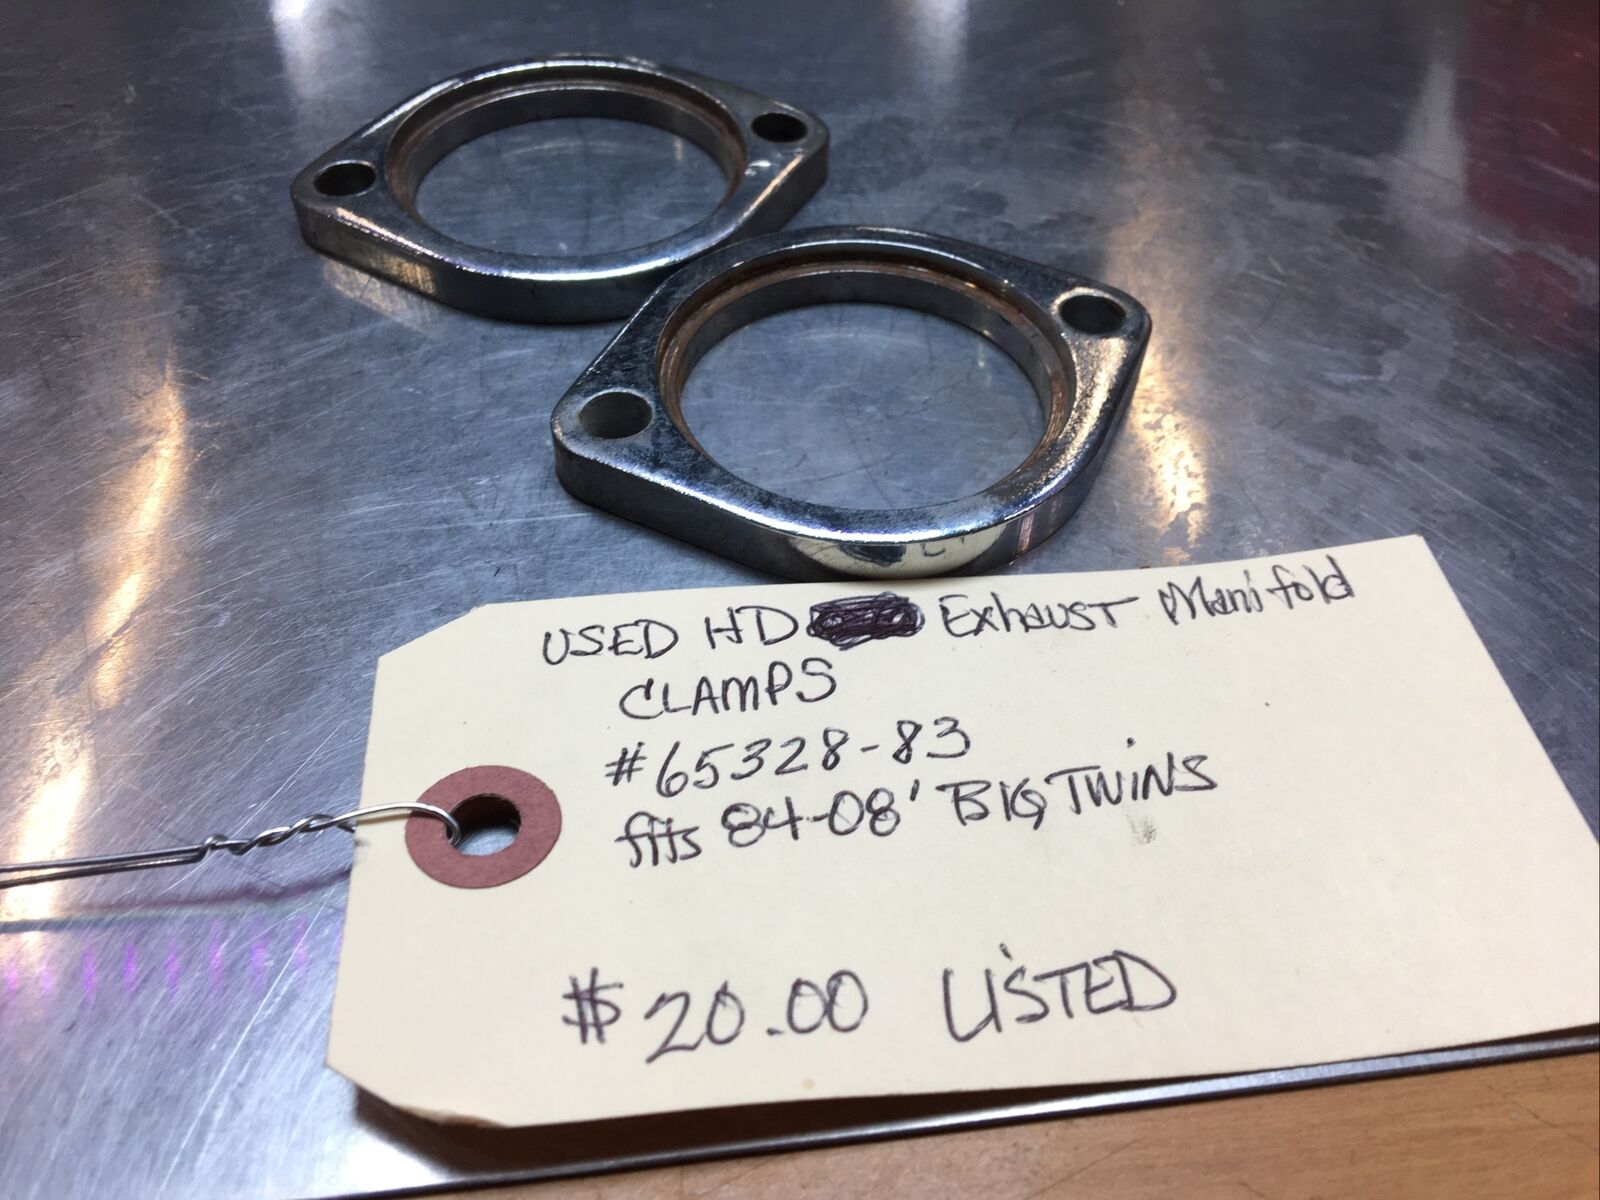 USED HD Exhaust Manifold
CLAMPS
#65328-83
fits 84-08' BIG TWINS
$20.00 LISTED